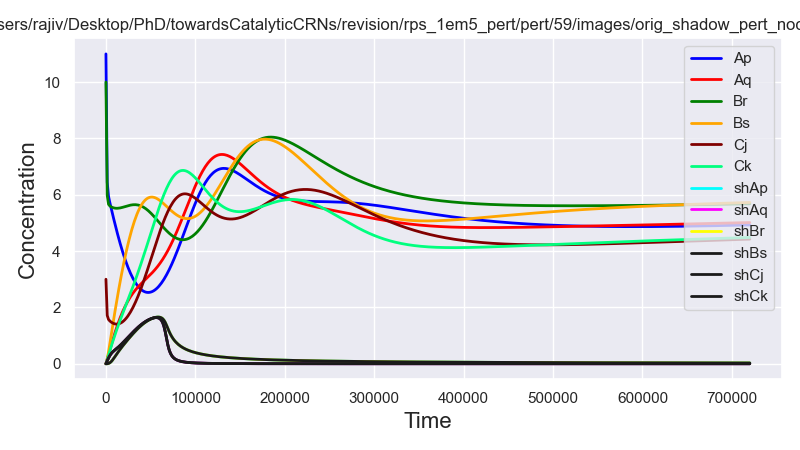 sers/rajiv/Desktop/PhD/towardsCatalyticCRNs/revision/rps_1em5_pert/pert/59/images/orig_shadow_pert_noc
Concentration
10
8
6
4
2
0
Ap
Aq
Br
Bs
Cj
Ck
shAp
shAq
shBr
shBs
shCj
shCk
0 100000 200000 300000 400000 500000 600000 700000
Time